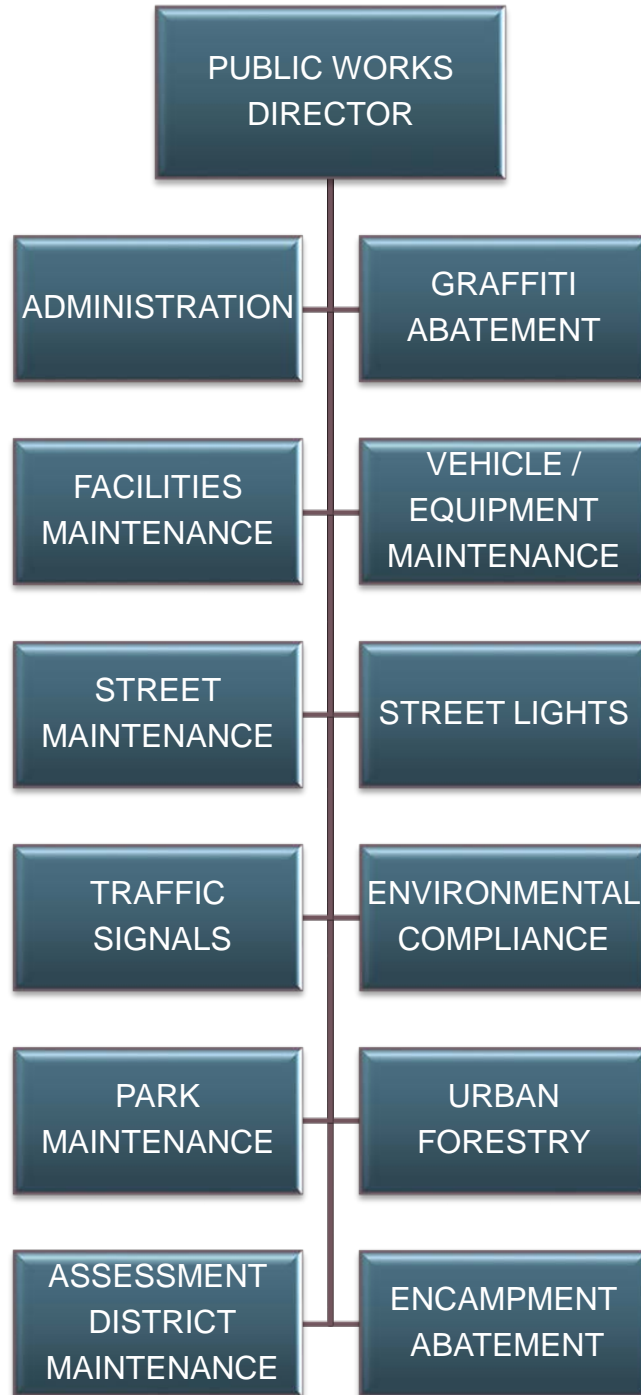 PUBLIC WORKS
DIRECTOR
ADMINISTRATION
GRAFFITI
ABATEMENT
FACILITIES
MAINTENANCE
VEHICLE /
EQUIPMENT
MAINTENANCE
STREET
MAINTENANCE
STREET LIGHTS
TRAFFIC
SIGNALS
ENVIRONMENTAL
COMPLIANCE
PARK
MAINTENANCE
URBAN
FORESTRY
ASSESSMENT
DISTRICT
MAINTENANCE
ENCAMPMENT
ABATEMENT